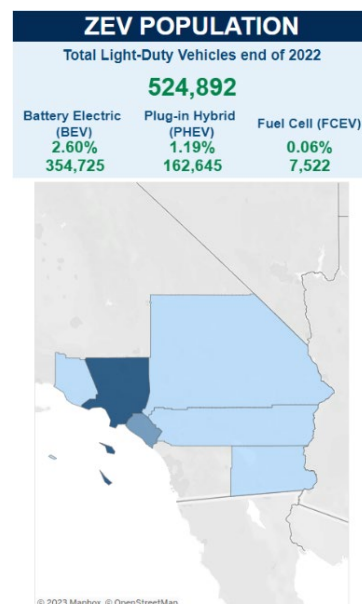 ZEV POPULATION
Total Light-Duty Vehicles end of 2022
524,892
Battery Electric (BEV)
2.60%
354,725
Plug-in Hybrid (PHEV)
1.19%
162,645
Fuel Cell (FCEV)
0.06%
7,522
© 2023 Mapbox © OpenStreetMap